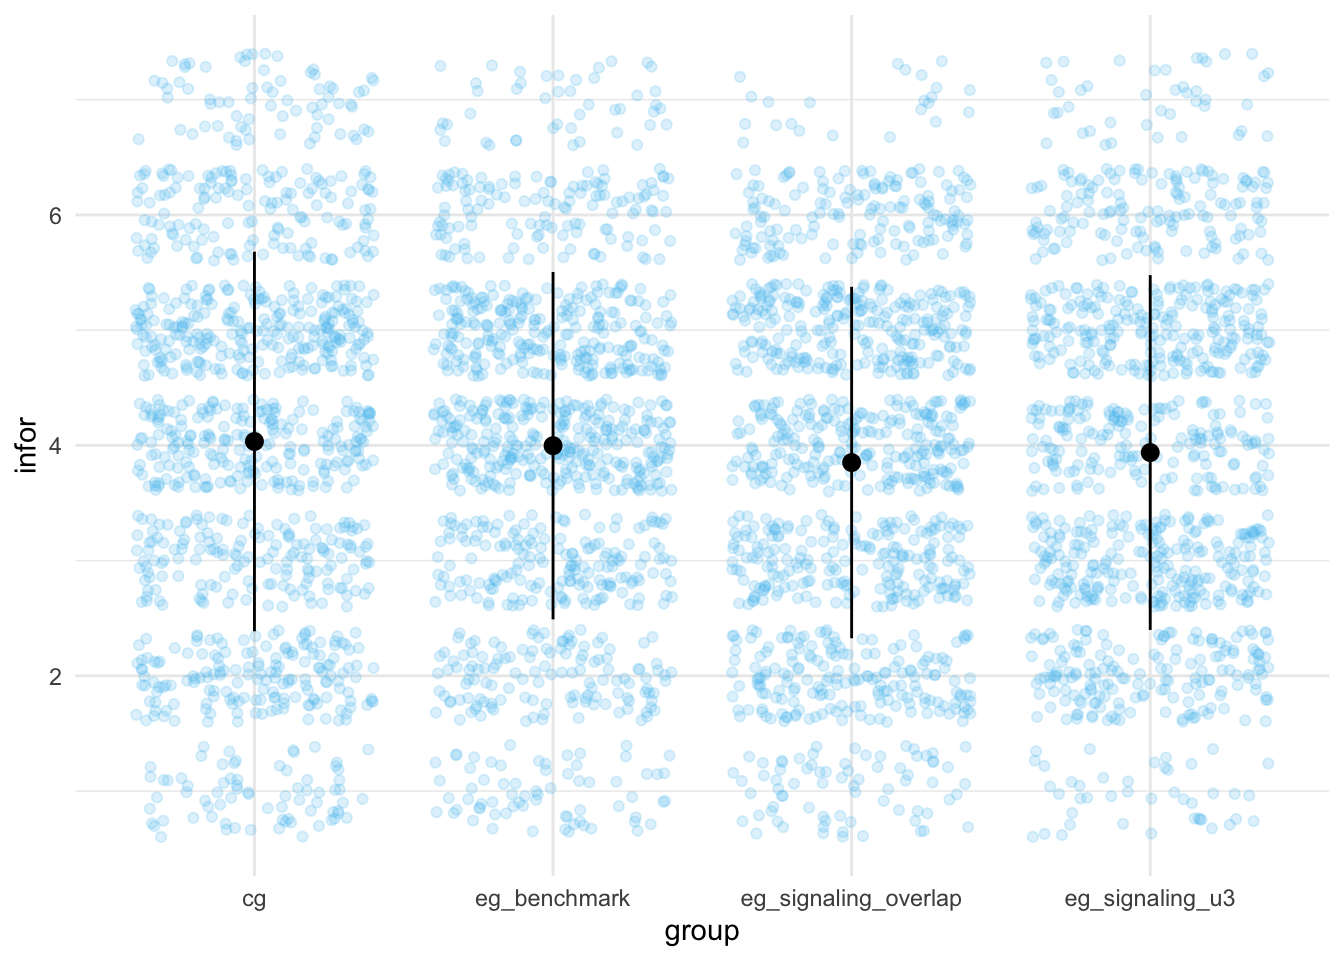 infor
6
4
2
cg
eg_benchmark
eg_signaling_overlap
eg_signaling_u3
group